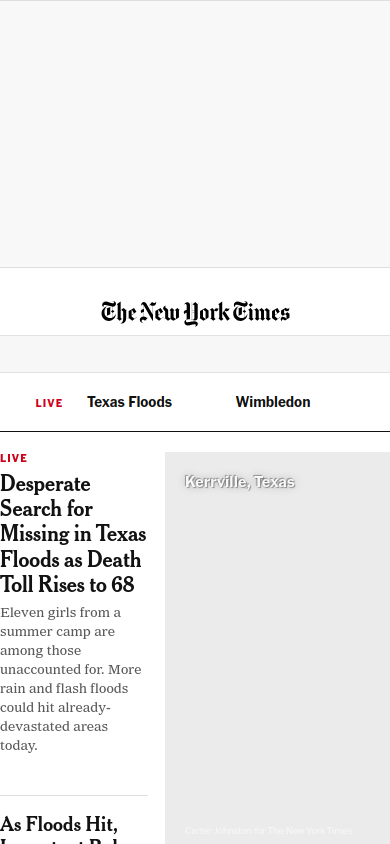 The New York Times
LIVE Texas Floods Wimbledon
LIVE
Desperate
Search for
Missing in Texas
Floods as Death
Toll Rises to 68
Eleven girls from a
summer camp are
among those
unaccounted for. More
rain and flash floods
could hit already-
devastated areas
today.
Kerrville, Texas
Carter Johnston for The New York Times
As Floods Hit,